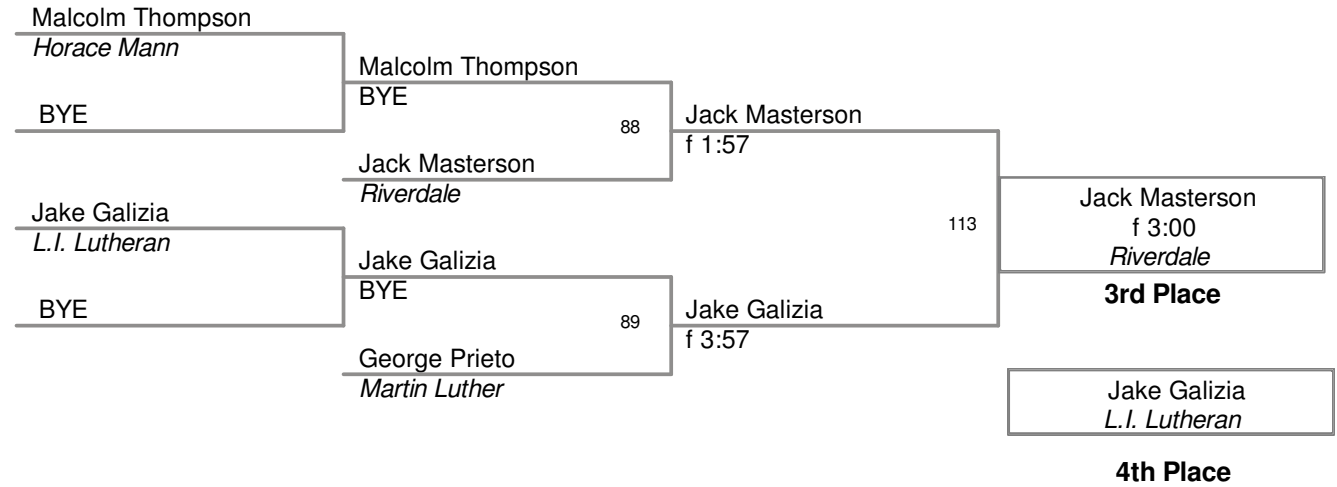 Malcolm Thompson
Horace Mann
BYE
Jake Galizia
L.I. Lutheran
BYE
Malcolm Thompson
BYE
88
Jack Masterson
Riverdale
Jake Galizia
BYE
89
George Prieto
Martin Luther
Jack Masterson
f 1:57
113
Jake Galizia
f 3:57
Jack Masterson
f 3:00
Riverdale
3rd Place
Jake Galizia
L.I. Lutheran
4th Place